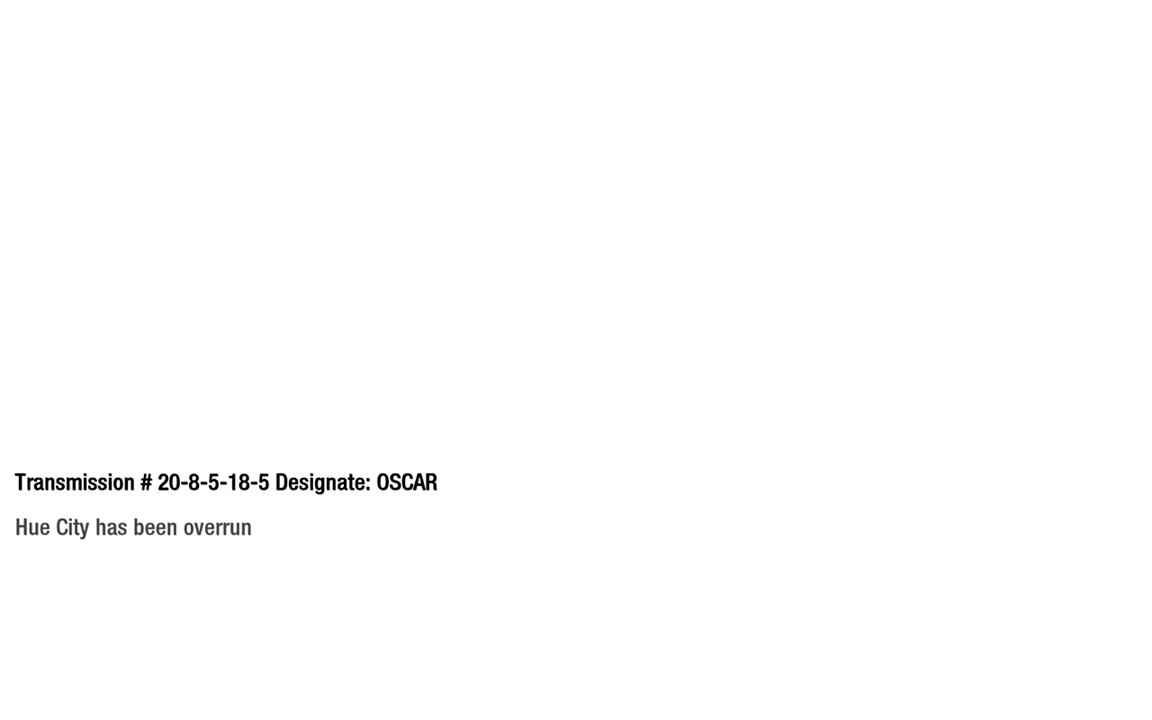 Transmission # 20-8-5-18-5 Designate: OSCAR
Hue City has been overrun